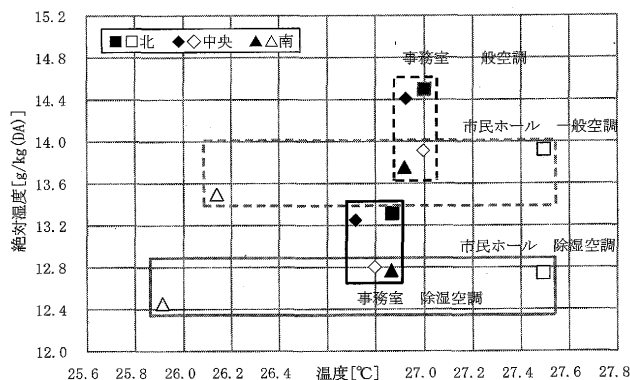 15.2
14.8
14.4
14.0
13.6
13.2
12.8
12.4
12.0
絶対湿度[g/kg(DA)]
■□北 ◆◇中央 ▲△南
事務室 一般空調
市民ホール 一般空調
市民ホール 除湿空調
事務室 除湿空調
25.6 25.8 26.0 26.2 26.4 温度[℃] 27.0 27.2 27.4 27.6 27.8